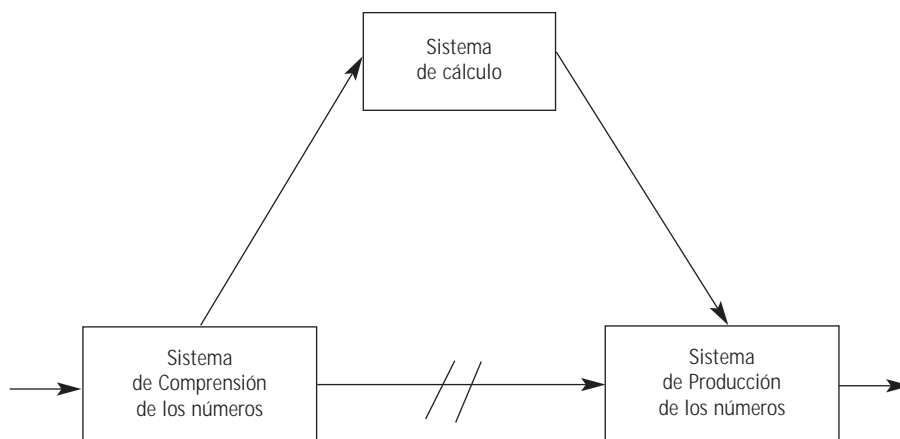 Sistema
de cálculo
Sistema
de Comprensión
de los números
Sistema
de Producción
de los números